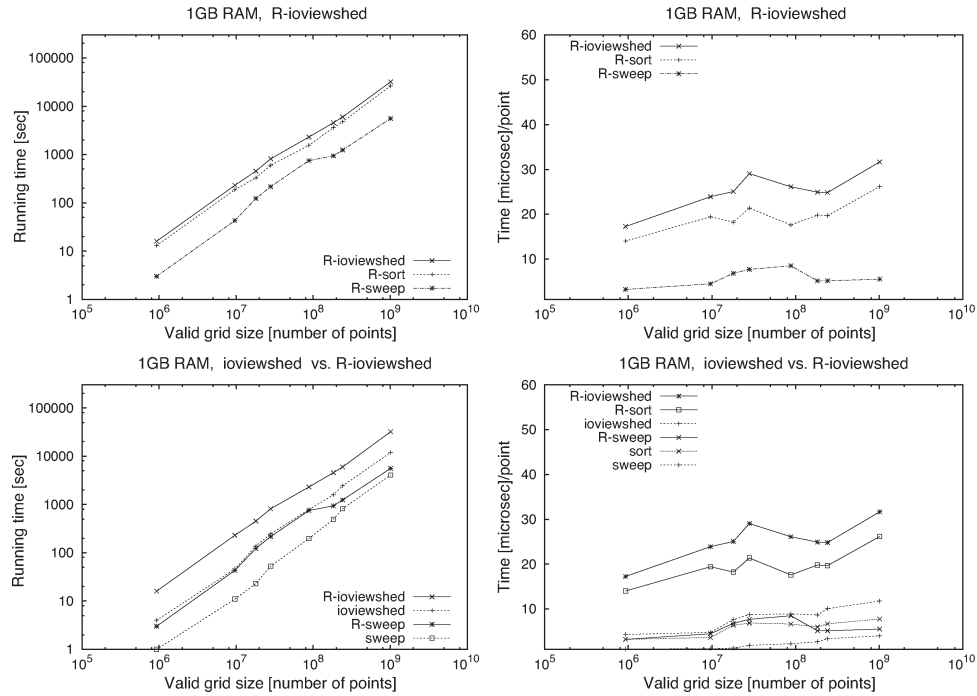 1GB RAM, R-ioviewshed
Running time [sec]
100000
10000
1000
100
10
1
R-ioviewshed
R-sort
R-sweep
10^5 10^6 10^7 10^8 10^9 10^10
Valid grid size [number of points]
1GB RAM, R-ioviewshed
Time [microsec]/point
60
50
40
30
20
10
R-ioviewshed
R-sort
R-sweep
10^5 10^6 10^7 10^8 10^9 10^10
Valid grid size [number of points]
1GB RAM, ioviewshed vs. R-ioviewshed
Running time [sec]
100000
10000
1000
100
10
1
R-ioviewshed
ioviewshed
R-sweep
sweep
10^5 10^6 10^7 10^8 10^9 10^10
Valid grid size [number of points]
1GB RAM, ioviewshed vs. R-ioviewshed
Time [microsec]/point
60
50
40
30
20
10
R-ioviewshed
R-sort
ioviewshed
R-sweep
sort
sweep
10^5 10^6 10^7 10^8 10^9 10^10
Valid grid size [number of points]